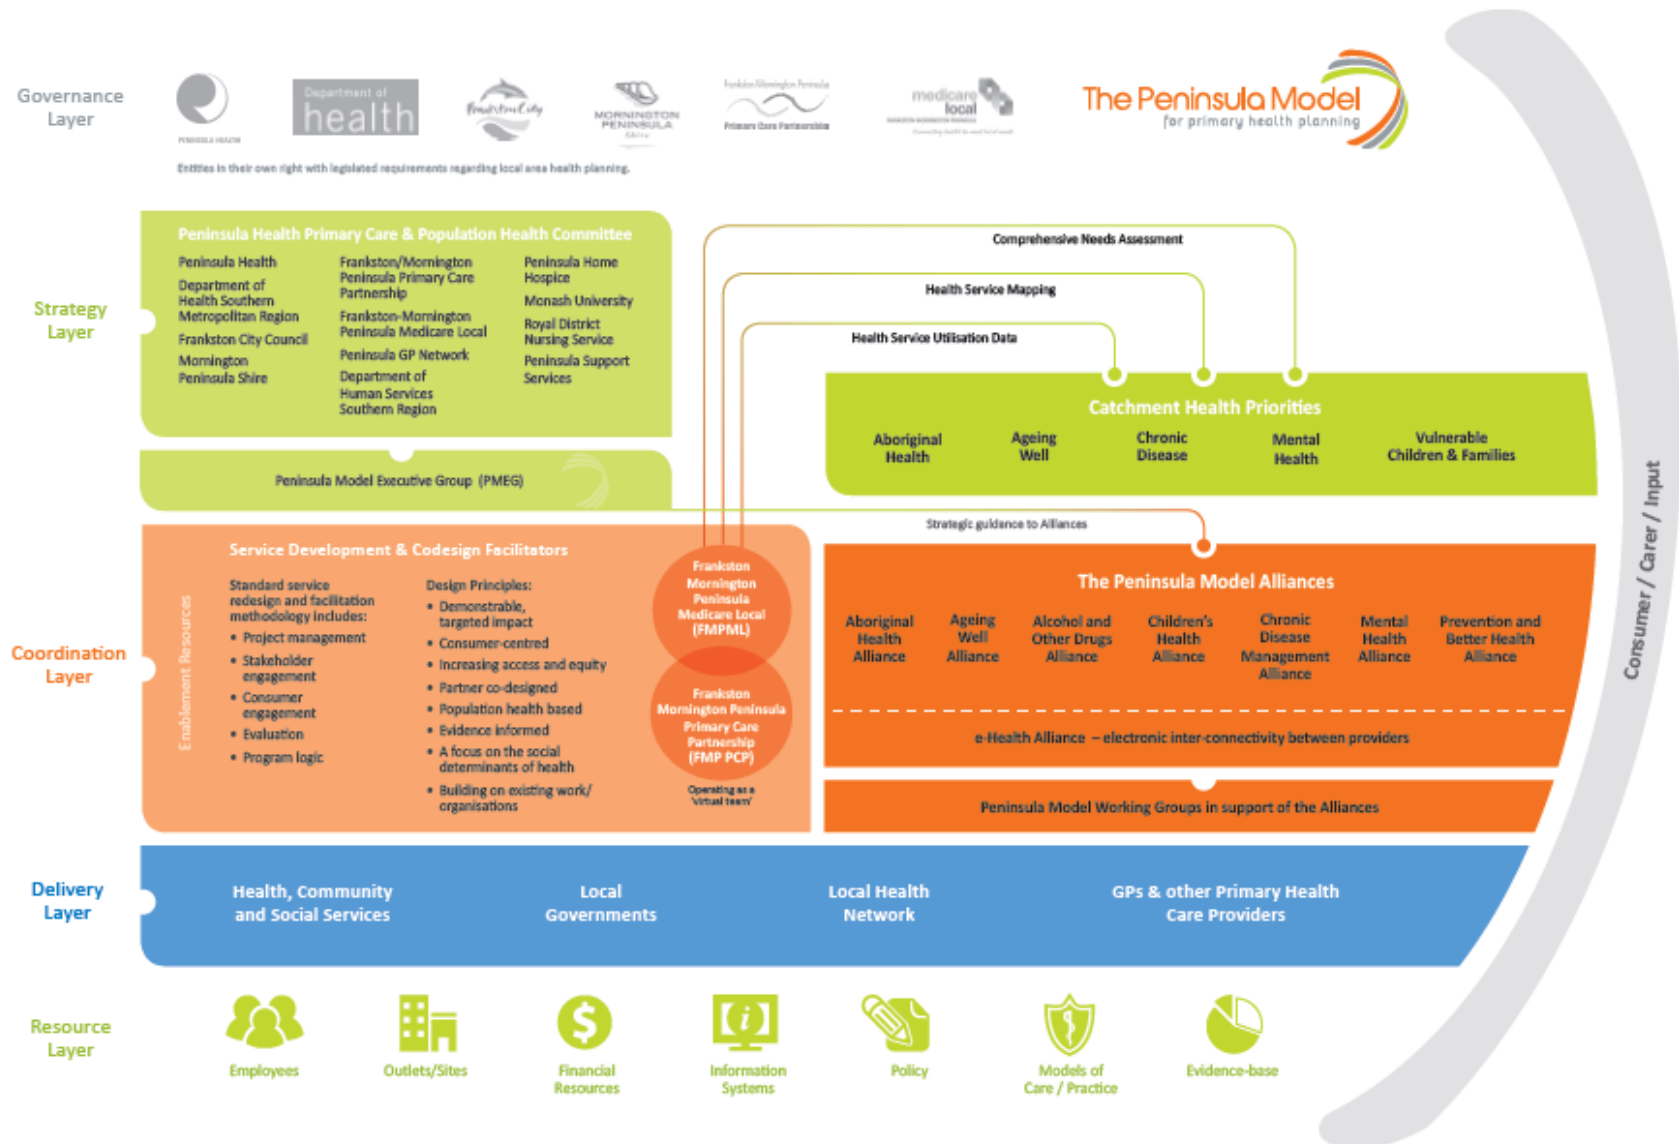 Governance
Layer
PENINSULA HEALTH
Department of
health
Frankston City
MORNINGTON
PENINSULA
Shire
Frankston/Mornington Peninsula
Primary Care Partnerships
medicare
local
The Peninsula Model
for primary health planning
Entities in their own right with legislated requirements regarding local area health planning.
Strategy
Layer
Peninsula Health Primary Care & Population Health Committee
Peninsula Health
Department of
Health Southern
Metropolitan Region
Frankston City Council
Mornington
Peninsula Shire
Frankston/Mornington
Peninsula Primary Care
Partnership
Frankston-Mornington
Peninsula Medicare Local
Peninsula GP Network
Department of
Human Services
Southern Region
Peninsula Home
Hospice
Monash University
Royal District
Nursing Service
Peninsula Support
Services
Peninsula Model Executive Group (PMEG)
Comprehensive Needs Assessment
Health Service Mapping
Health Service Utilisation Data
Catchment Health Priorities
Aboriginal
Health
Ageing
Well
Chronic
Disease
Mental
Health
Vulnerable
Children & Families
Strategic guidance to Alliances
Coordination
Layer
Enablement Resources
Service Development & Codesign Facilitators
Standard service
redesign and facilitation
methodology includes:
• Project management
• Stakeholder
engagement
• Consumer
engagement
• Evaluation
• Program logic
Design Principles:
• Demonstrable,
targeted impact
• Consumer-centred
• Increasing access and equity
• Partner co-designed
• Population health based
• Evidence informed
• A focus on the social
determinants of health
• Building on existing work/
organisations
Frankston
Mornington
Peninsula
Medicare Local
(FMPML)
Frankston
Mornington Peninsula
Primary Care
Partnership
(FMP PCP)
Operating as a
'virtual team'
The Peninsula Model Alliances
Aboriginal
Health
Alliance
Ageing
Well
Alliance
Alcohol and
Other Drugs
Alliance
Children's
Health
Alliance
Chronic
Disease
Management
Alliance
Mental
Health
Alliance
Prevention and
Better Health
Alliance
e-Health Alliance – electronic inter-connectivity between providers
Peninsula Model Working Groups in support of the Alliances
Consumer / Carer / Input
Delivery
Layer
Health, Community
and Social Services
Local
Governments
Local Health
Network
GPs & other Primary Health
Care Providers
Resource
Layer
Employees
Outlets/Sites
Financial
Resources
Information
Systems
Policy
Models of
Care / Practice
Evidence-base